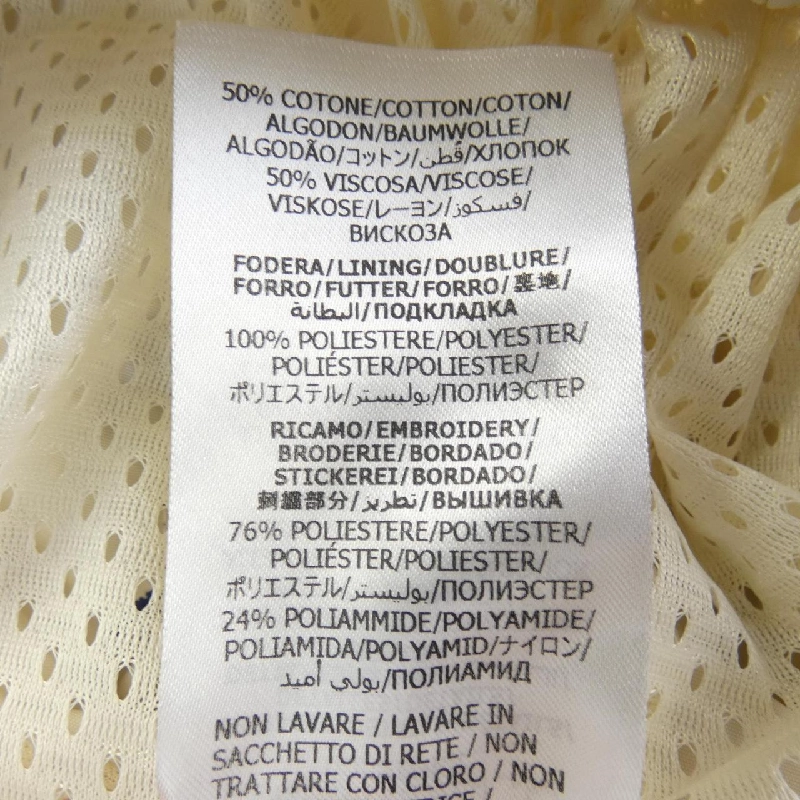 50% COTONE/COTTON/COTON/
ALGODON/BAUMWOLLE/
ALGODÃO/コットン/قُطن/ХЛОПОК
50% VISCOSA/VISCOSE/
VISKOSE/レーヨン/فسكوز/
ВИСКОЗА
FODERA/LINING/DOUBLURE/
FORRO/FUTTER/FORRO/裏地/
البطانة/ПОДКЛАДКА
100% POLIESTERE/POLYESTER/
POLIÉSTER/POLIESTER/
ポリエステル/بوليستر/ПОЛИЭСТЕР
RICAMO/EMBROIDERY/
BRODERIE/BORDADO/
STICKEREI/BORDADO/
刺繍部分/تطريز/ВЫШИВКА
76% POLIESTERE/POLYESTER/
POLIÉSTER/POLIESTER/
ポリエステル/بوليستر/ПОЛИЭСТЕР
24% POLIAMMIDE/POLYAMIDE/
POLIAMIDA/POLYAMID/ナイロン/
بولي أميد/ПОЛИАМИД
NON LAVARE / LAVARE IN
SACCHETTO DI RETE / NON
TRATTARE CON CLORO / NON